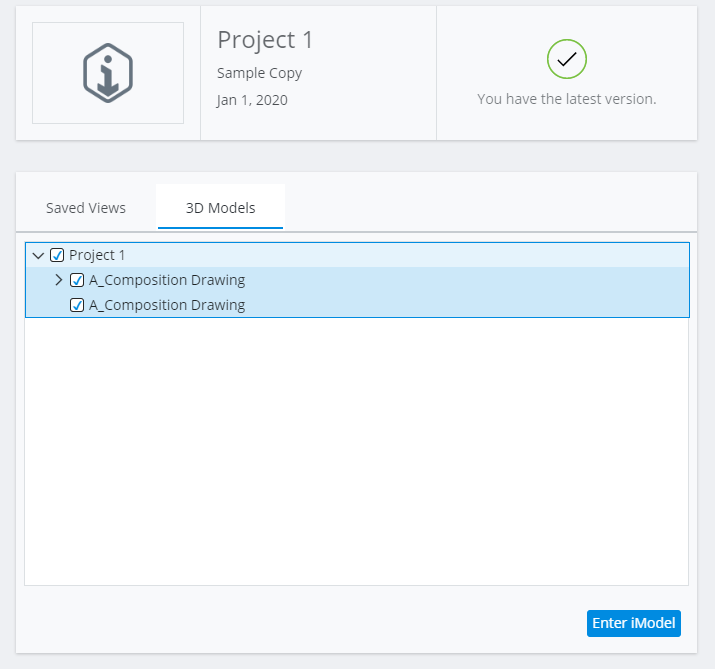 Project 1
Sample Copy
Jan 1, 2020
You have the latest version.
Saved Views
3D Models
Project 1
A_Composition Drawing
A_Composition Drawing
Enter iModel